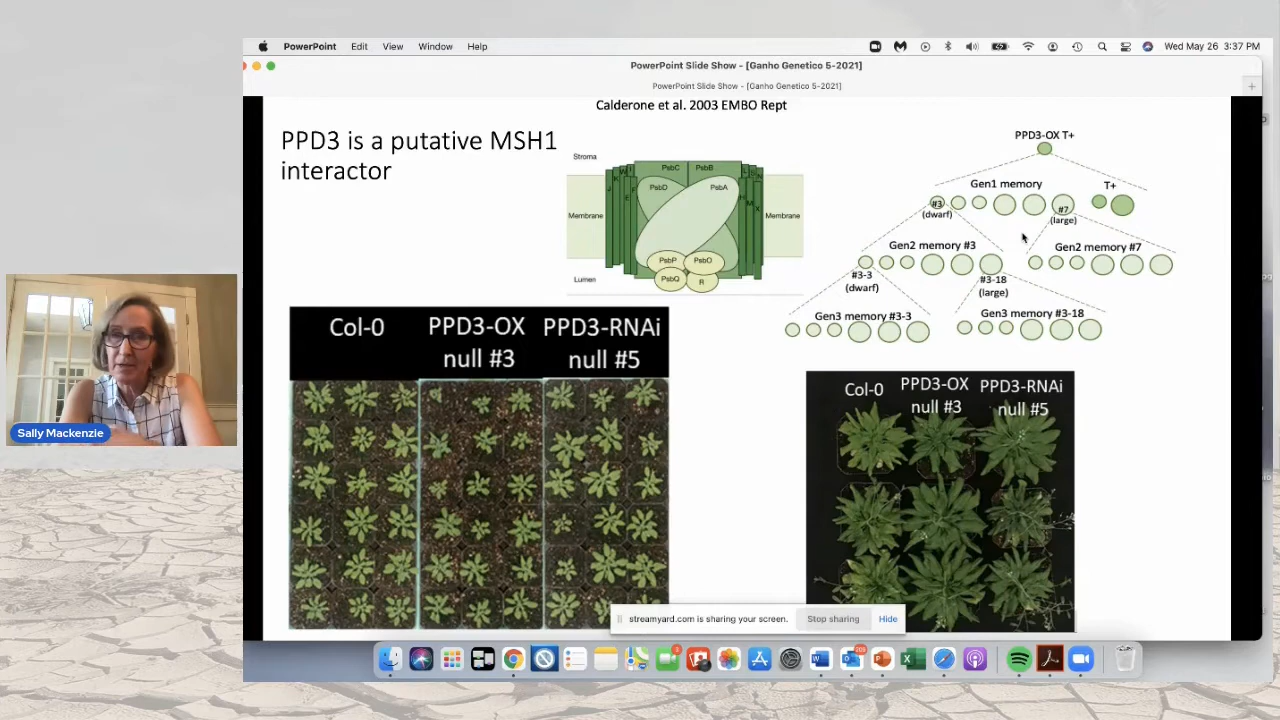 PowerPoint Edit View Window Help
Wed May 26 3:37 PM
PowerPoint Slide Show - [Ganho Genetico 5-2021]
PowerPoint Slide Show - [Ganho Genetico 5-2021]
Calderone et al. 2003 EMBO Rept
PPD3 is a putative MSH1
interactor
Stroma
PsbC PsbB
PsbD PsbA
Membrane Membrane
PsbP PsbO
PsbQ R
Lumen
PPD3-OX T+
Gen1 memory T+
#3
(dwarf)
#7
(large)
Gen2 memory #3 Gen2 memory #7
#3-3
(dwarf)
#3-18
(large)
Gen3 memory #3-3 Gen3 memory #3-18
Col-0 PPD3-OX PPD3-RNAi
null #3 null #5
Col-0 PPD3-OX PPD3-RNAi
null #3 null #5
Sally Mackenzie
streamyard.com is sharing your screen. Stop sharing Hide